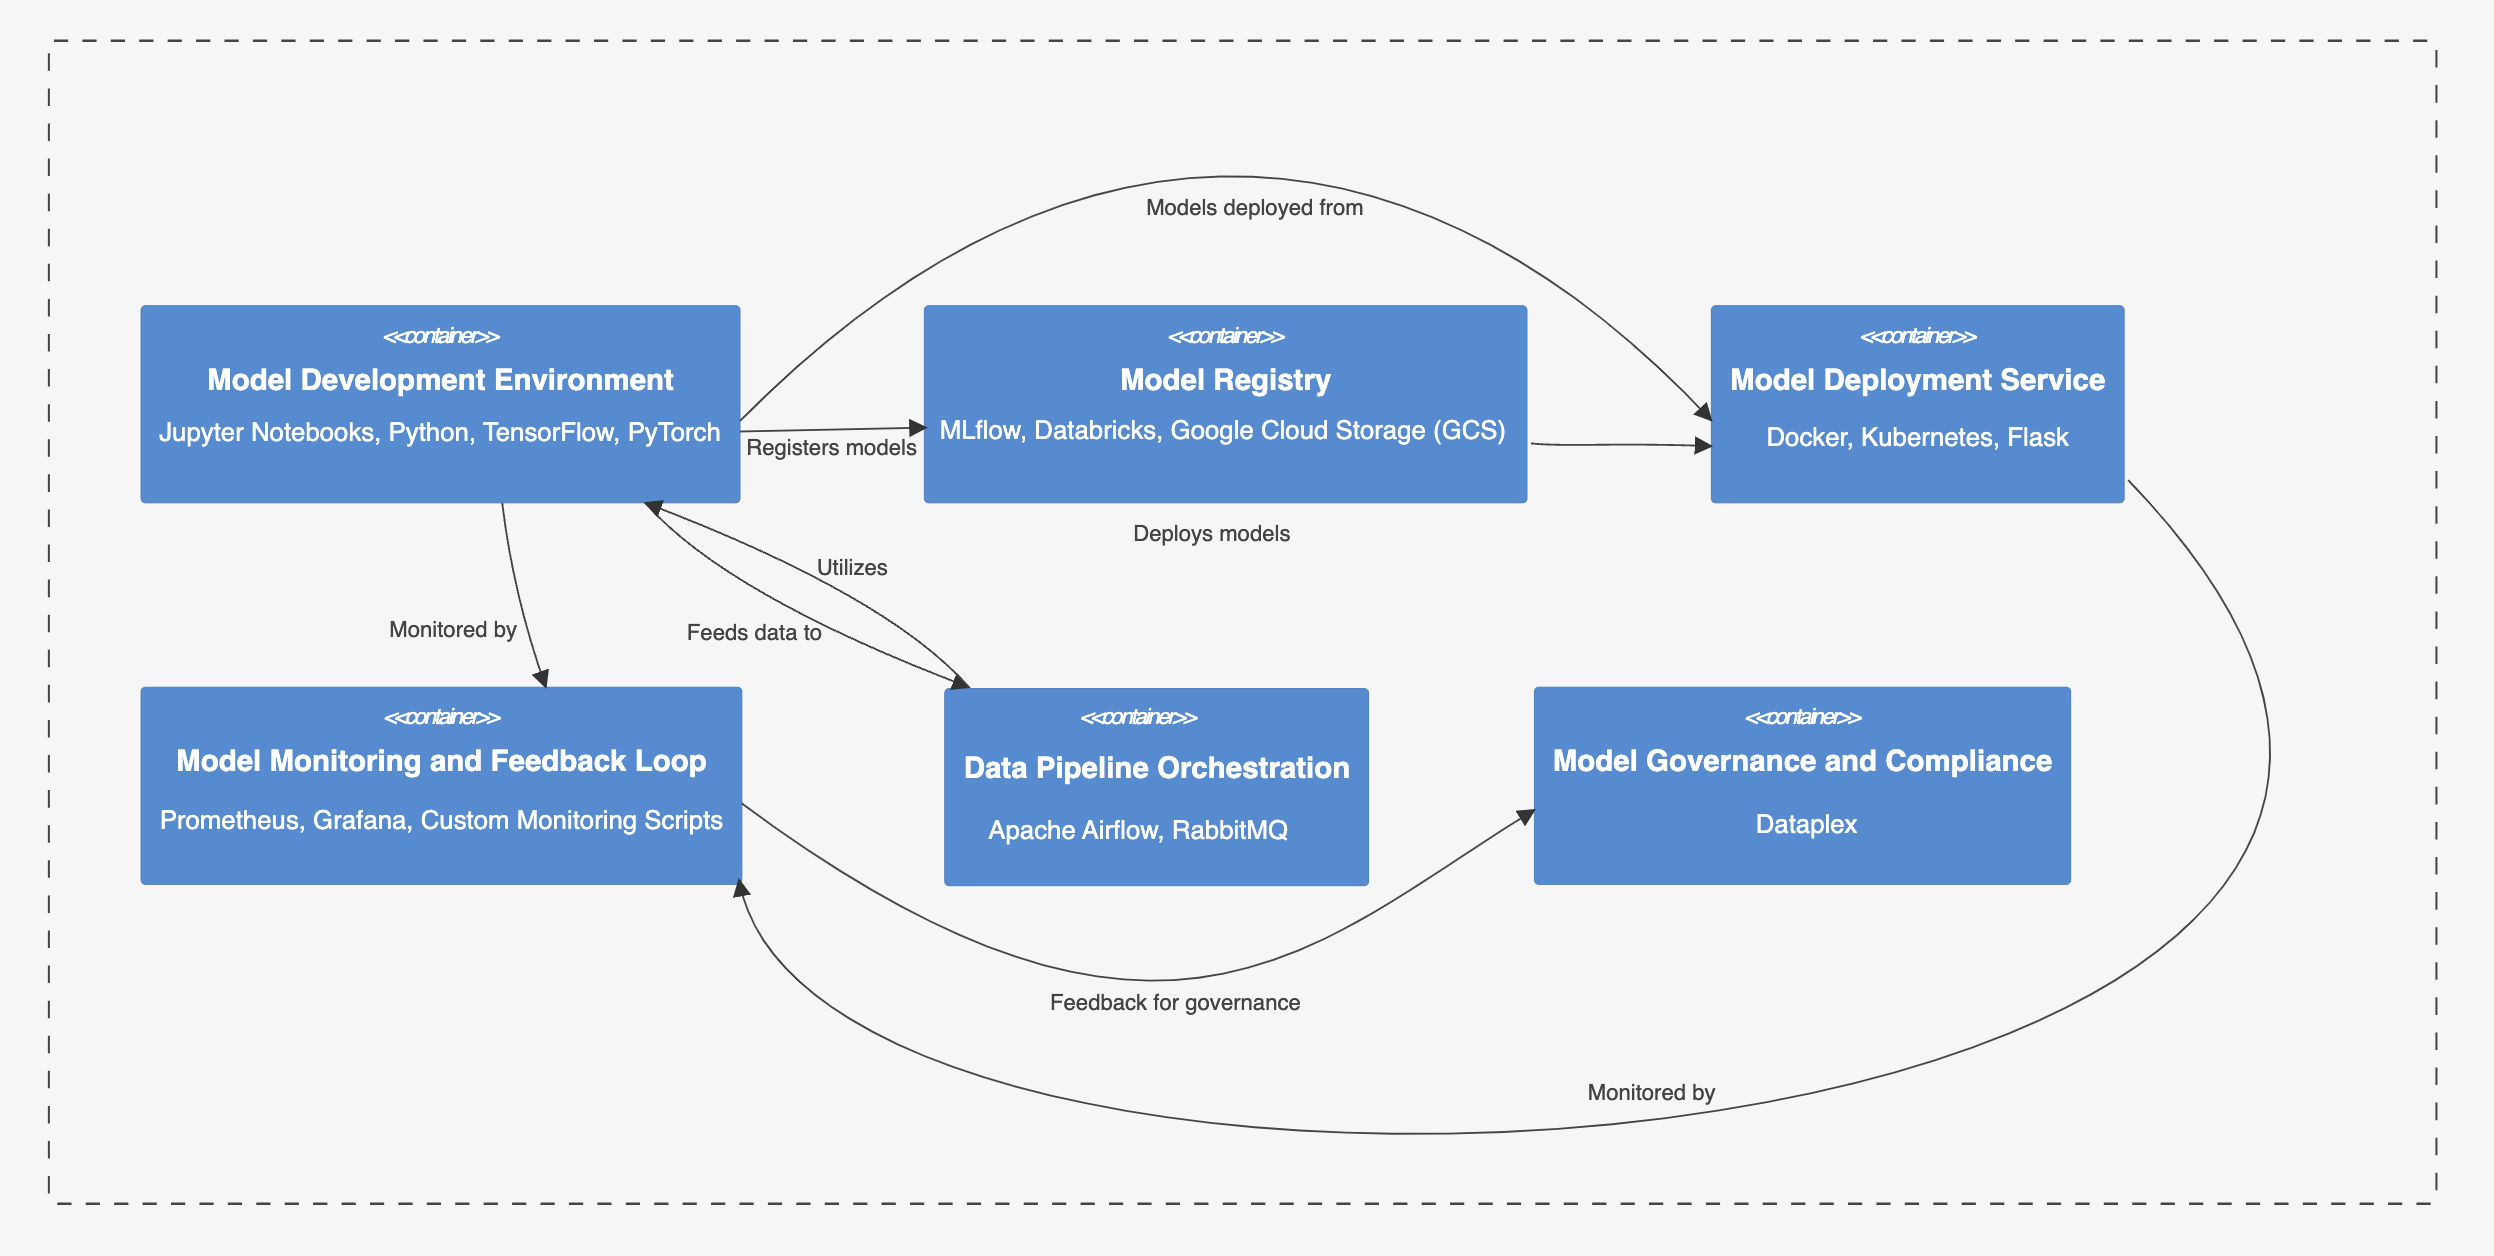 Models deployed from
<<container>>
Model Development Environment
Jupyter Notebooks, Python, TensorFlow, PyTorch
Registers models
<<container>>
Model Registry
MLflow, Databricks, Google Cloud Storage (GCS)
<<container>>
Model Deployment Service
Docker, Kubernetes, Flask
Deploys models
Utilizes
Monitored by
Feeds data to
<<container>>
Model Monitoring and Feedback Loop
Prometheus, Grafana, Custom Monitoring Scripts
<<container>>
Data Pipeline Orchestration
Apache Airflow, RabbitMQ
<<container>>
Model Governance and Compliance
Dataplex
Feedback for governance
Monitored by